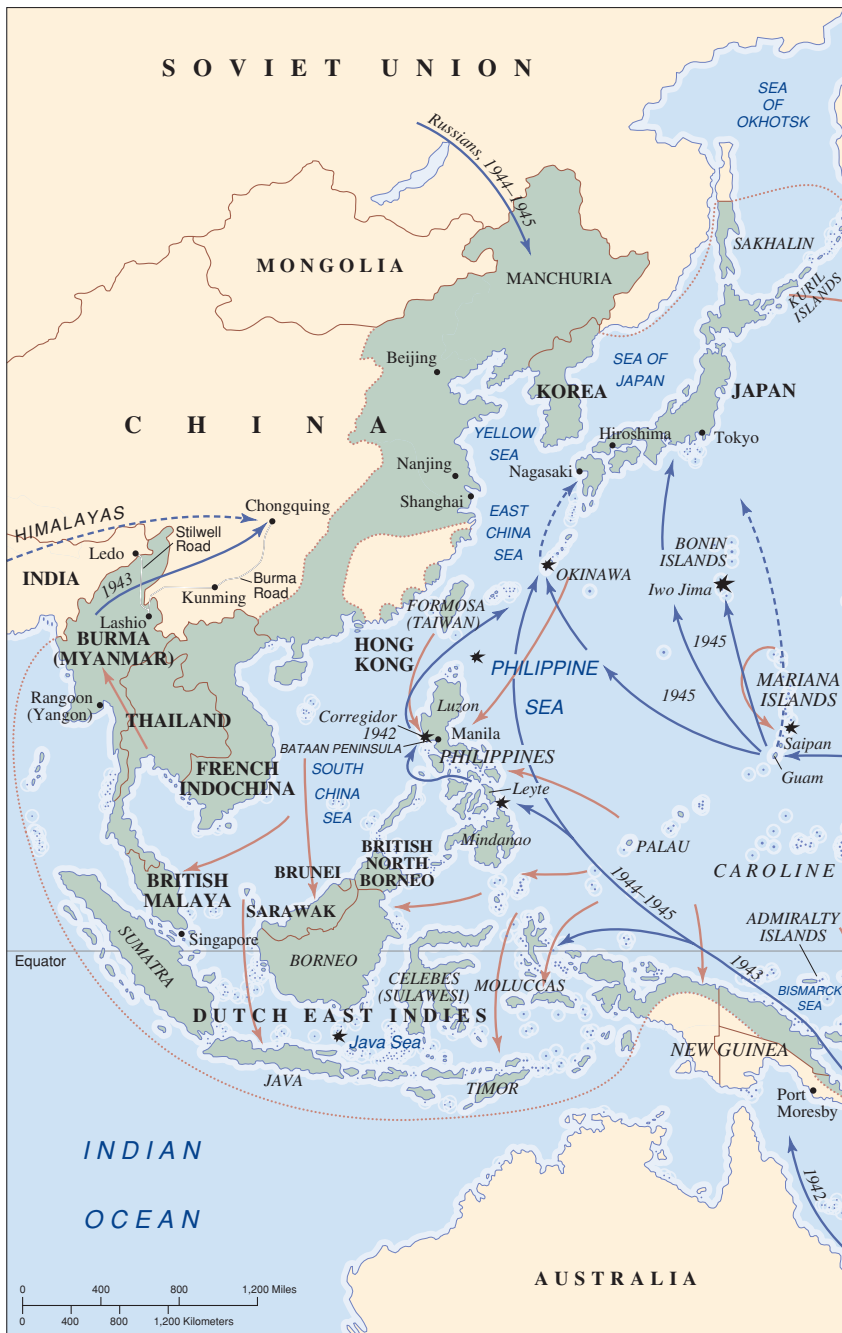 SOVIET UNION
SEA
OF
OKHOTSK
Russians, 1944–1945
SAKHALIN
MONGOLIA
MANCHURIA
KURIL
ISLANDS
Beijing
SEA OF
JAPAN
KOREA
JAPAN
CHINA
YELLOW
SEA
Hiroshima
Tokyo
Nanjing
Nagasaki
Shanghai
Chongquing
EAST
CHINA
SEA
HIMALAYAS
Stilwell
Road
Ledo
BONIN
ISLANDS
INDIA
1943
Burma
Road
OKINAWA
Iwo Jima
Kunming
FORMOSA
(TAIWAN)
Lashio
BURMA
(MYANMAR)
HONG
KONG
1945
PHILIPPINE
SEA
1945
MARIANA
ISLANDS
Rangoon
(Yangon)
Luzon
THAILAND
Corregidor
1942
Manila
Saipan
BATAAN PENINSULA
PHILIPPINES
FRENCH
INDOCHINA
SOUTH
CHINA
SEA
Guam
Leyte
Mindanao
PALAU
BRITISH
NORTH
BORNEO
BRUNEI
CAROLINE
BRITISH
MALAYA
1944–1945
SARAWAK
ADMIRALTY
ISLANDS
Singapore
SUMATRA
1943
Equator
BORNEO
CELEBES
(SULAWESI)
MOLUCCAS
BISMARCK
SEA
DUTCH EAST INDIES
Java Sea
NEW GUINEA
JAVA
TIMOR
Port
Moresby
INDIAN
OCEAN
1942
AUSTRALIA
0 400 800 1,200 Miles
0 400 800 1,200 Kilometers